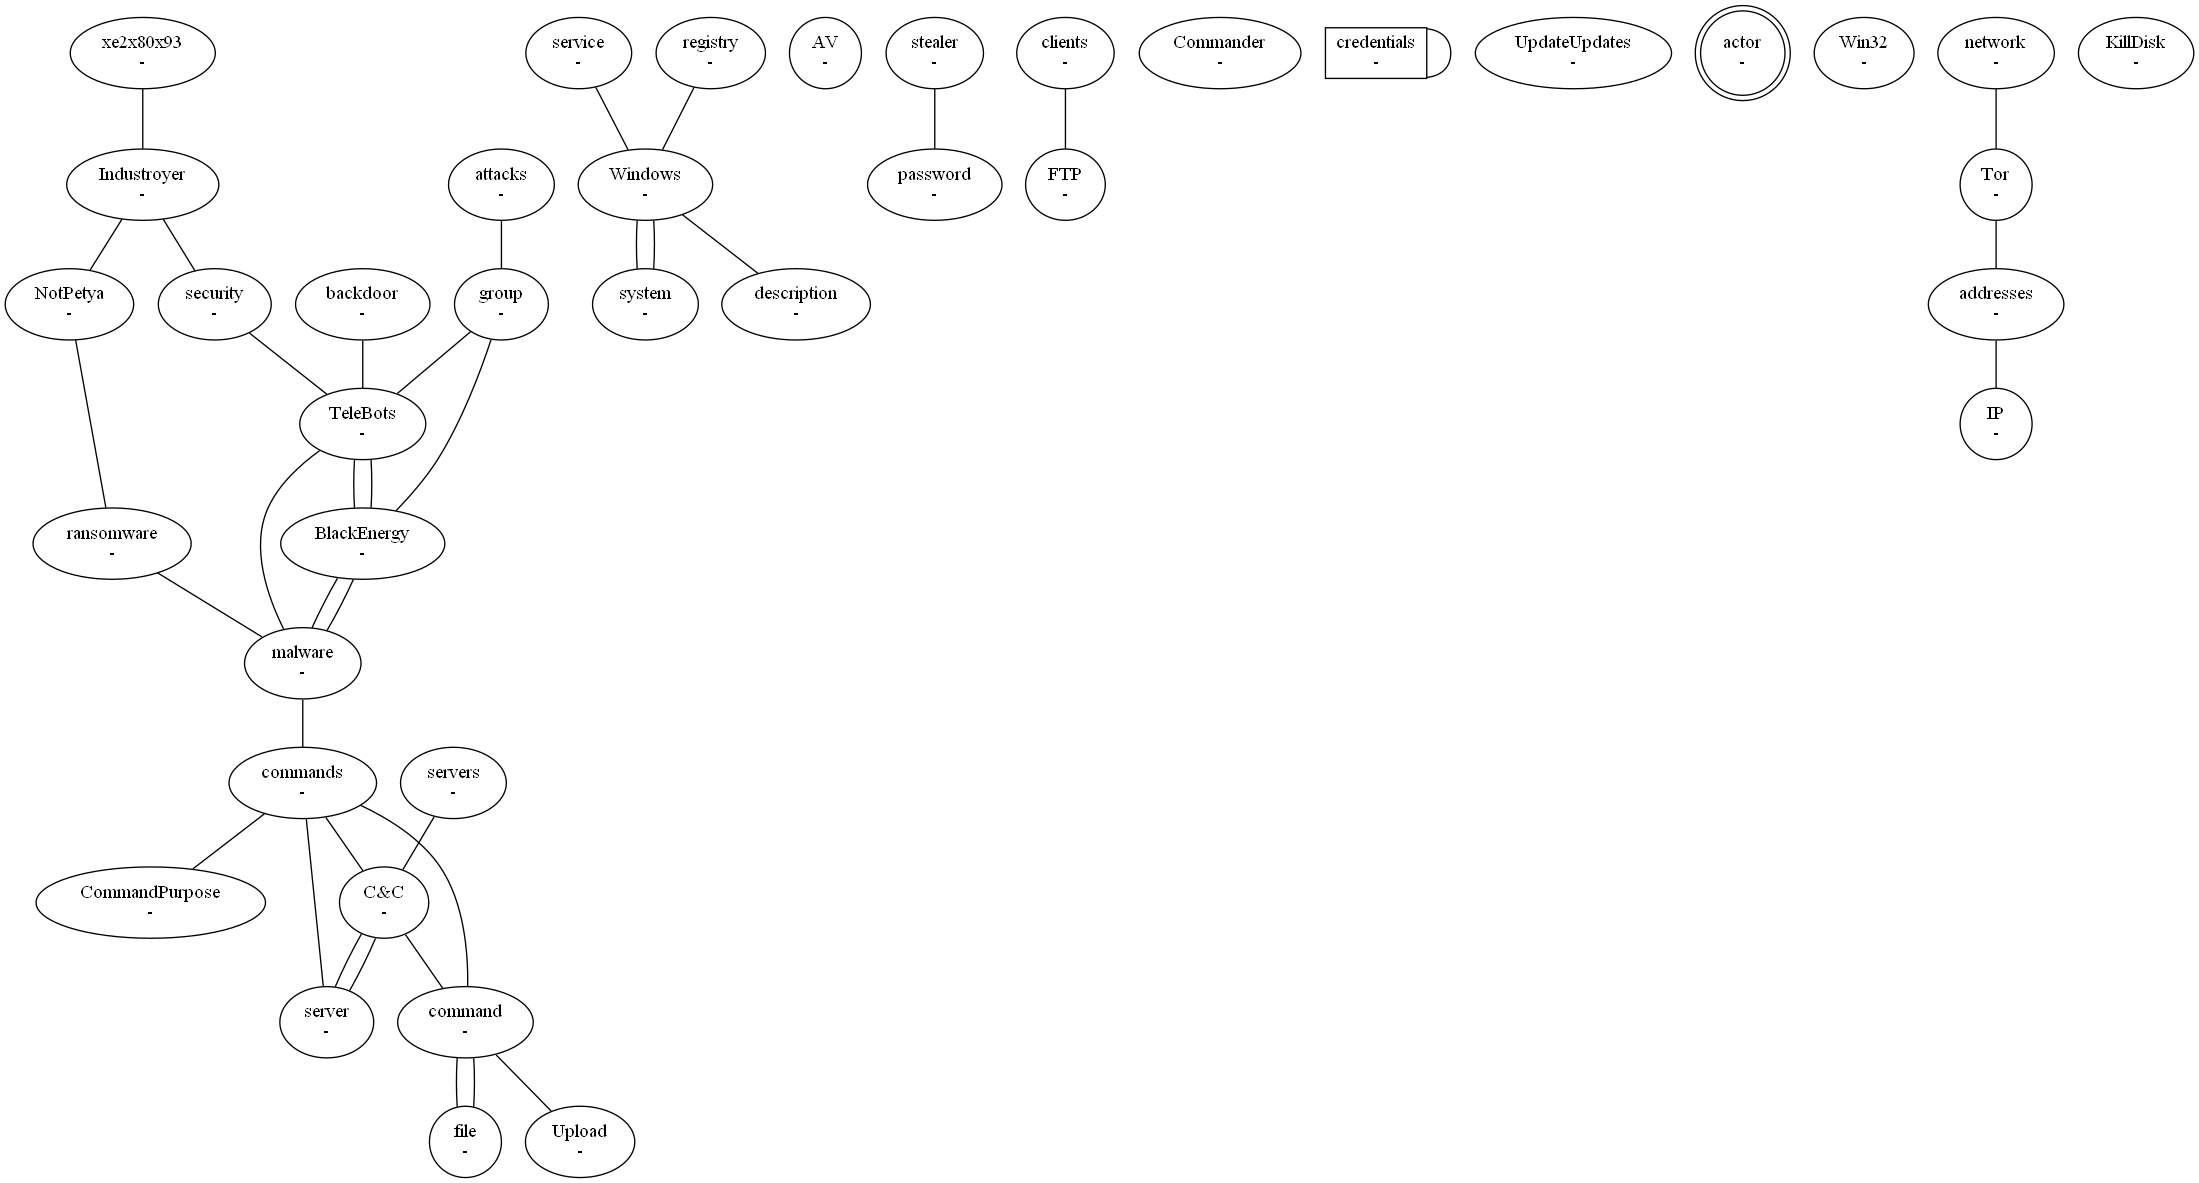 xe2x80x93
-
service
-
registry
-
AV
-
stealer
-
clients
-
Commander
-
credentials
-
UpdateUpdates
-
actor
-
Win32
-
network
-
KillDisk
-
Industroyer
-
attacks
-
Windows
-
password
-
FTP
-
Tor
-
NotPetya
-
security
-
backdoor
-
group
-
system
-
description
-
addresses
-
TeleBots
-
IP
-
ransomware
-
BlackEnergy
-
malware
-
commands
-
servers
-
CommandPurpose
-
C&C
-
server
-
command
-
file
-
Upload
-